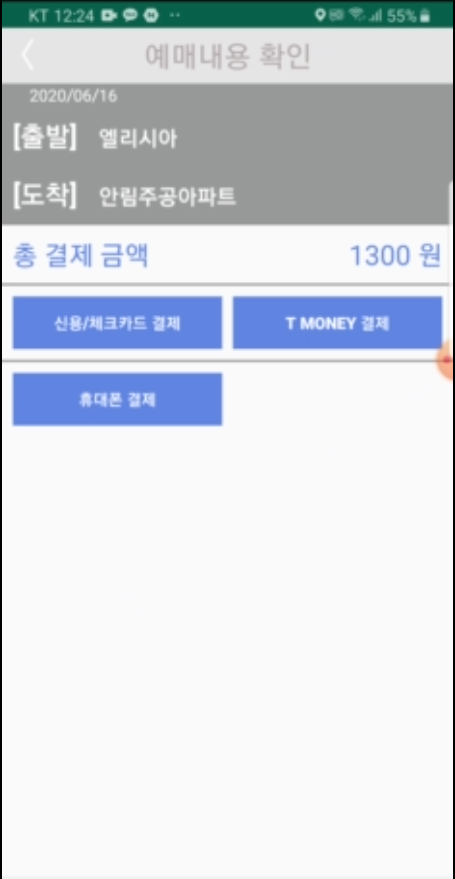 KT 12:24 55%
예매내용 확인
2020/06/16
[출발] 엘리시아
[도착] 안림주공아파트
총 결제 금액 1300 원
신용/체크카드 결제 T MONEY 결제
휴대폰 결제